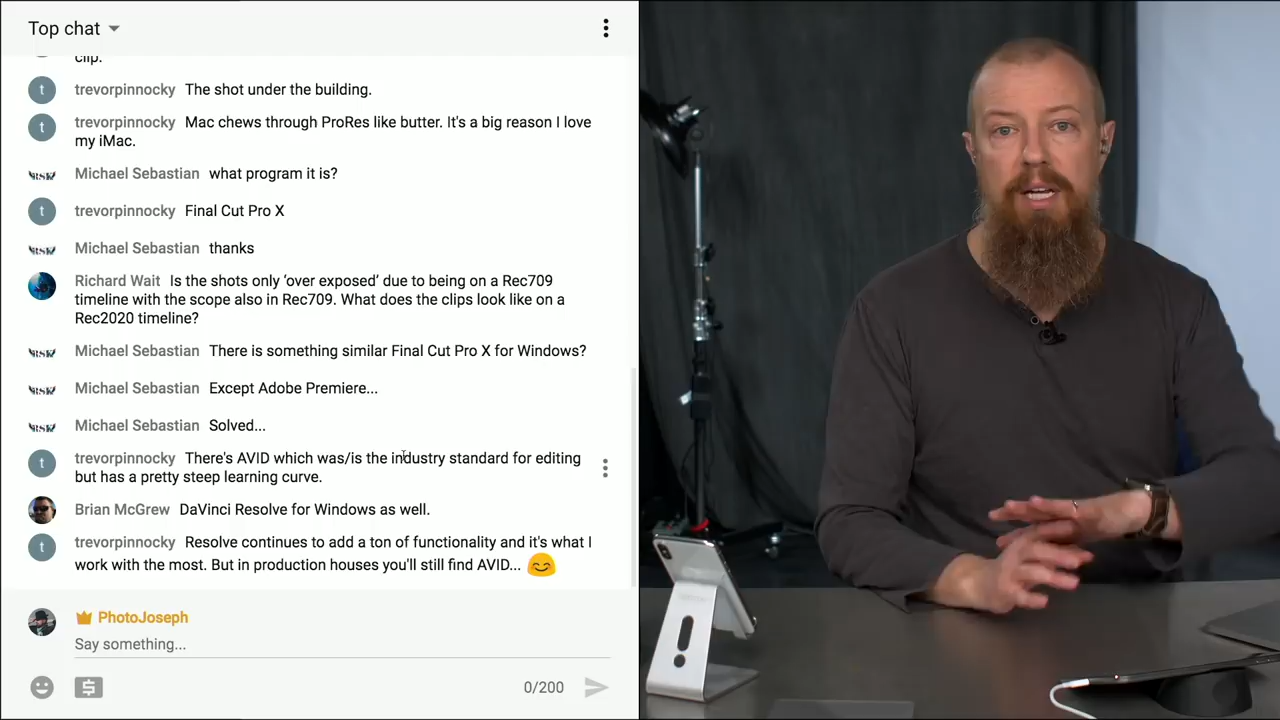 Top chat
clip.
trevorpinnocky The shot under the building.
trevorpinnocky Mac chews through ProRes like butter. It's a big reason I love
my iMac.
Michael Sebastian what program it is?
trevorpinnocky Final Cut Pro X
Michael Sebastian thanks
Richard Wait Is the shots only ‘over exposed’ due to being on a Rec709
timeline with the scope also in Rec709. What does the clips look like on a
Rec2020 timeline?
Michael Sebastian There is something similar Final Cut Pro X for Windows?
Michael Sebastian Except Adobe Premiere...
Michael Sebastian Solved...
trevorpinnocky There's AVID which was/is the industry standard for editing
but has a pretty steep learning curve.
Brian McGrew DaVinci Resolve for Windows as well.
trevorpinnocky Resolve continues to add a ton of functionality and it's what I
work with the most. But in production houses you'll still find AVID...
PhotoJoseph
Say something...
0/200